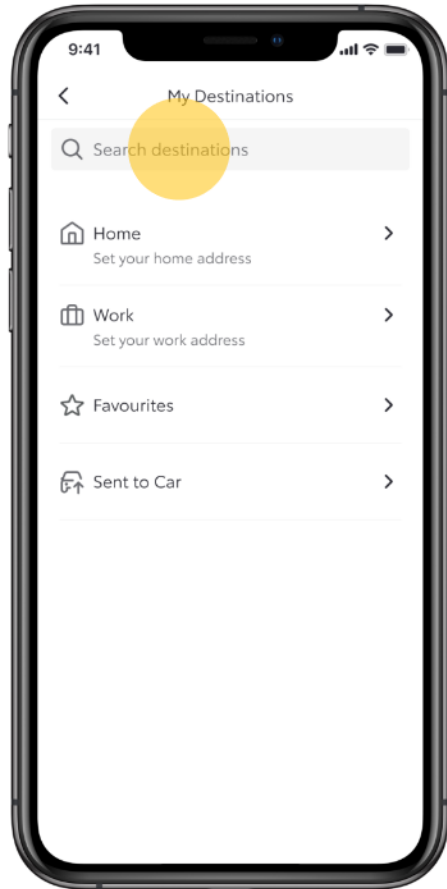 9:41
My Destinations
Search destinations
Home
Set your home address
Work
Set your work address
Favourites
Sent to Car